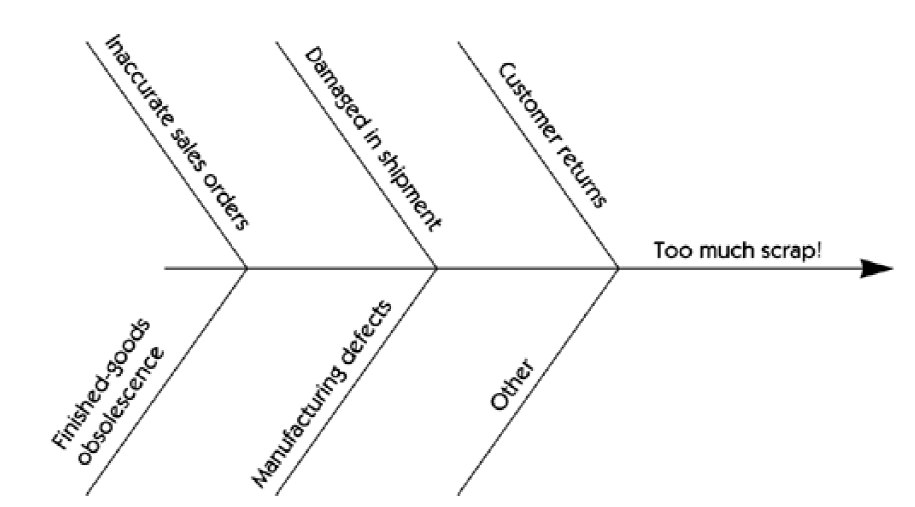 Inaccurate sales orders
Damaged in shipment
Customer returns
Too much scrap!
Finished-goods
obsolescence
Manufacturing defects
Other